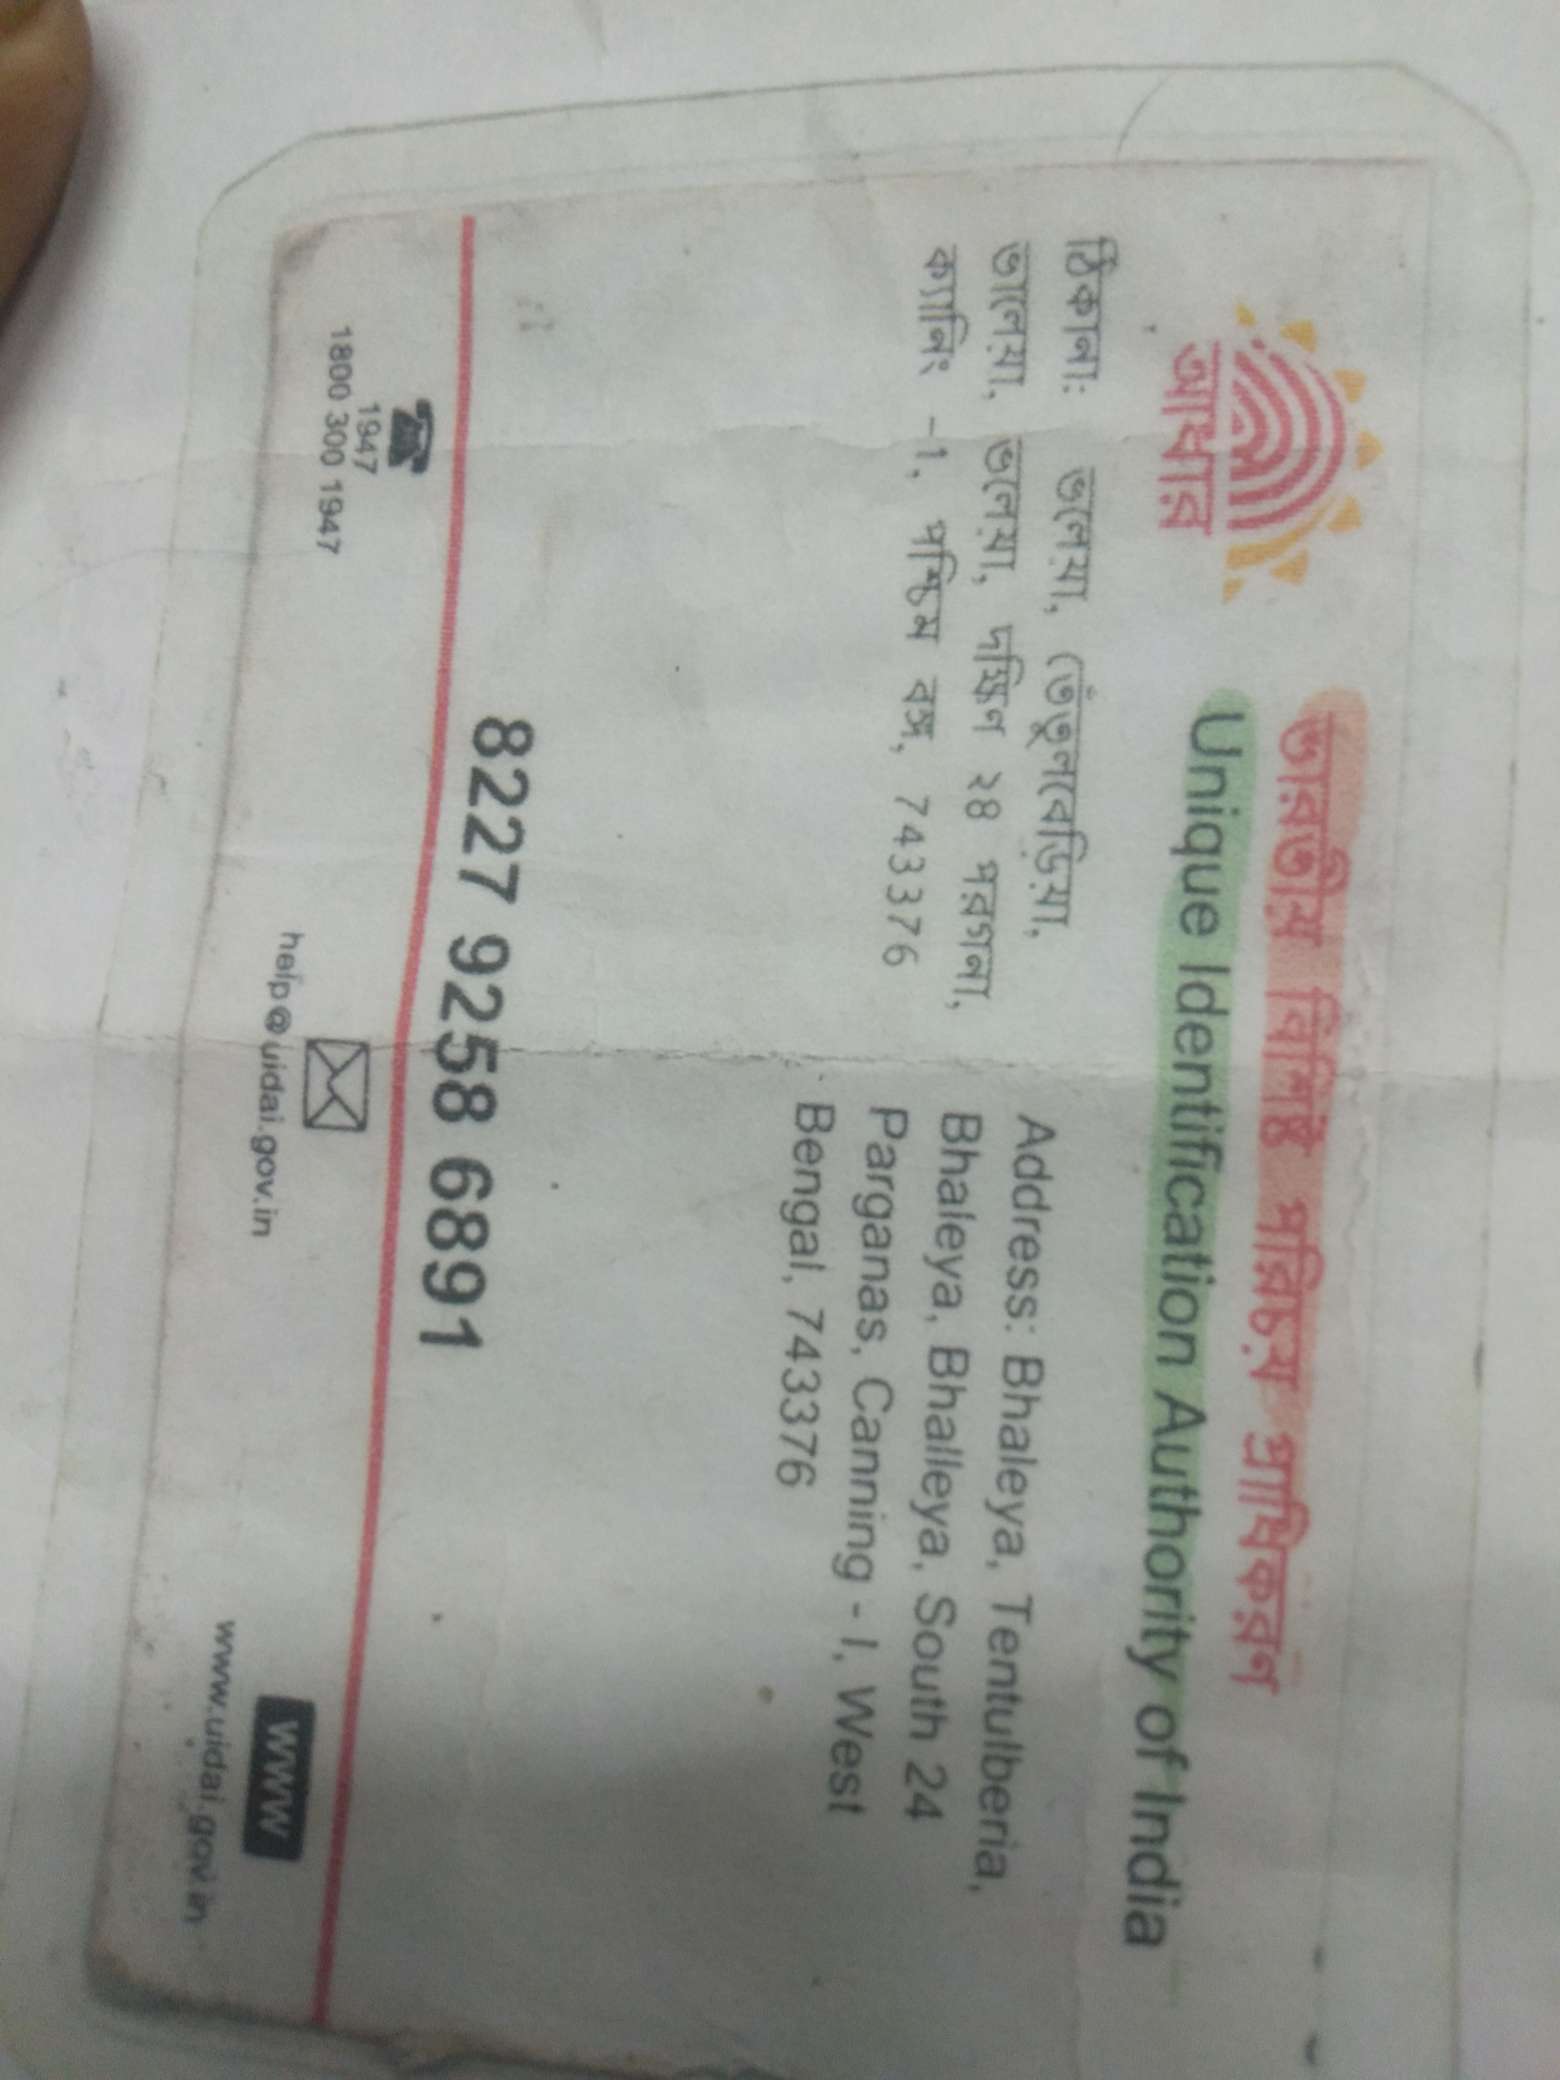 আধার
ভারতীয় বিশিষ্ট পরিচয় প্রাধিকরণ
Unique Identification Authority of India
ঠিকানাঃ ভলেয়া, তেঁতুলবেড়িয়া,
ভালেয়া, ভলেয়া, দক্ষিণ ২৪ পরগনা,
ক্যানিং -1, পশ্চিম বঙ্গ, 743376
Address: Bhaleya, Tentulberia,
Bhaleya, Bhalleya, South 24
Parganas, Canning - I, West
Bengal, 743376
8227 9258 6891
1947
1800 300 1947
help@uidai.gov.in
www
www.uidai.gov.in